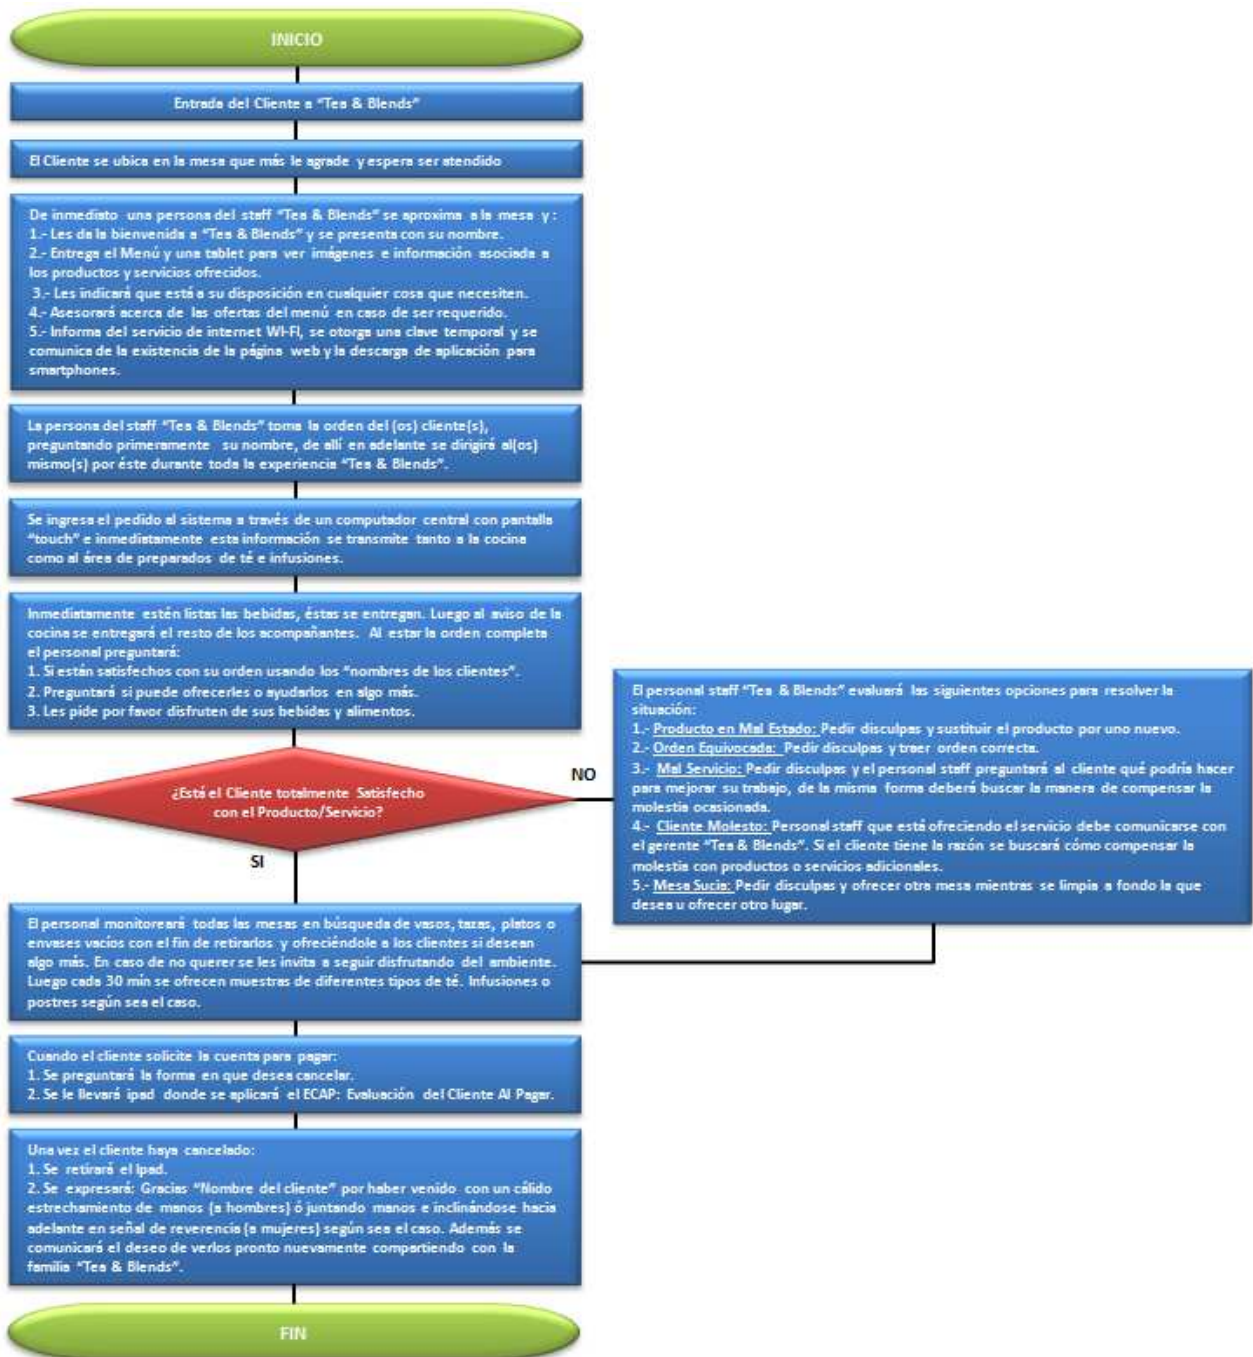 INICIO
Entrada del Cliente a "Tea & Blends"
El Cliente se ubica en la mesa que más le agrade y espera ser atendido
De inmediato una persona del staff "Tea & Blends" se aproxima a la mesa y :
1.- Les da la bienvenida a "Tea & Blends" y se presenta con su nombre.
2.- Entrega el Menú y una tablet para ver imágenes e información asociada a
los productos y servicios ofrecidos.
3.- Les indicará que está a su disposición en cualquier cosa que necesiten.
4.- Asesorará acerca de las ofertas del menú en caso de ser requerido.
5.- Informa del servicio de internet WI-FI, se otorga una clave temporal y se
comunica de la existencia de la página web y la descarga de aplicación para
smartphones.
La persona del staff "Tea & Blends" toma la orden del (os) cliente(s),
preguntando primeramente su nombre, de allí en adelante se dirigirá al(os)
mismo(s) por éste durante toda la experiencia "Tea & Blends".
Se ingresa el pedido al sistema a través de un computador central con pantalla
"touch" e inmediatamente esta información se transmite tanto a la cocina
como al área de preparados de té e infusiones.
Inmediatamente estén listas las bebidas, éstas se entregan. Luego al aviso de la
cocina se entregará el resto de los acompañantes. Al estar la orden completa
el personal preguntará:
1. Si están satisfechos con su orden usando los "nombres de los clientes".
2. Preguntará si puede ofrecerles o ayudarlos en algo más.
3. Les pide por favor disfruten de sus bebidas y alimentos.
¿Está el Cliente totalmente Satisfecho
con el Producto/Servicio?
NO
SI
El personal staff "Tea & Blends" evaluará las siguientes opciones para resolver la
situación:
1.- Producto en Mal Estado: Pedir disculpas y sustituir el producto por uno nuevo.
2.- Orden Equivocada: Pedir disculpas y traer orden correcta.
3.- Mal Servicio: Pedir disculpas y el personal staff preguntará al cliente qué podría hacer
para mejorar su trabajo, de la misma forma deberá buscar la manera de compensar la
molestia ocasionada.
4.- Cliente Molesto: Personal staff que está ofreciendo el servicio debe comunicarse con
el gerente "Tea & Blends". Si el cliente tiene la razón se buscará cómo compensar la
molestia con productos o servicios adicionales.
5.- Mesa Sucia: Pedir disculpas y ofrecer otra mesa mientras se limpia a fondo la que
desea u ofrecer otro lugar.
El personal monitoreará todas las mesas en búsqueda de vasos, tazas, platos o
envases vacíos con el fin de retirarlos y ofreciéndole a los clientes si desean
algo más. En caso de no querer se les invita a seguir disfrutando del ambiente.
Luego cada 30 min se ofrecen muestras de diferentes tipos de té. Infusiones o
postres según sea el caso.
Cuando el cliente solicite la cuenta para pagar:
1. Se preguntará la forma en que desea cancelar.
2. Se le llevará ipad donde se aplicará el ECAP: Evaluación del Cliente Al Pagar.
Una vez el cliente haya cancelado:
1. Se retirará el Ipad.
2. Se expresará: Gracias "Nombre del cliente" por haber venido con un cálido
estrechamiento de manos (a hombres) ó juntando manos e inclinándose hacia
adelante en señal de reverencia (a mujeres) según sea el caso. Además se
comunicará el deseo de verlos pronto nuevamente compartiendo con la
familia "Tea & Blends".
FIN